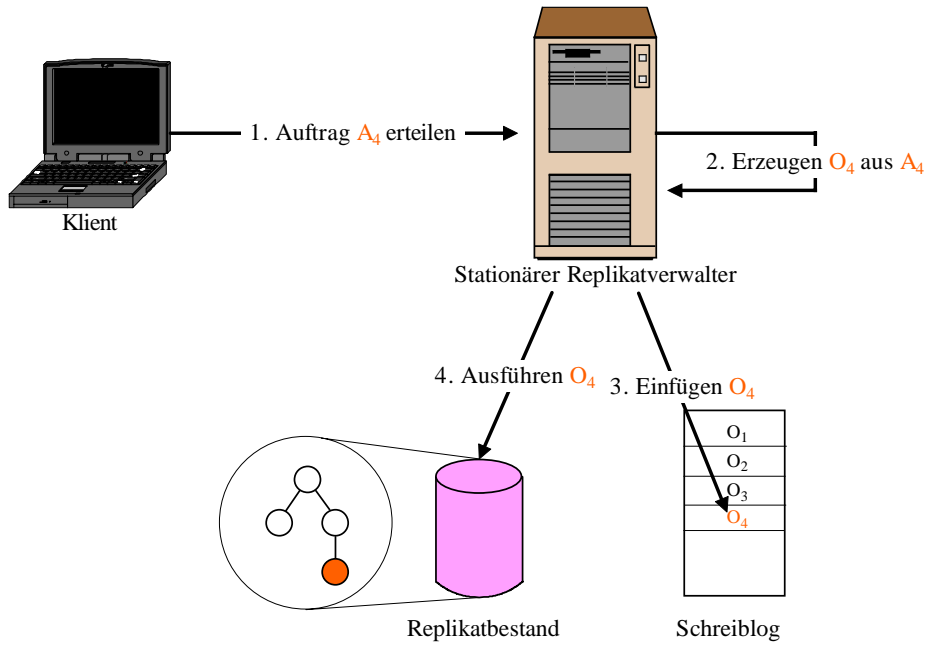 1. Auftrag A₄ erteilen
2. Erzeugen O₄ aus A₄
Klient
Stationärer Replikatverwalter
4. Ausführen O₄
3. Einfügen O₄
O₁
O₂
O₃
O₄
Replikatbestand
Schreiblog